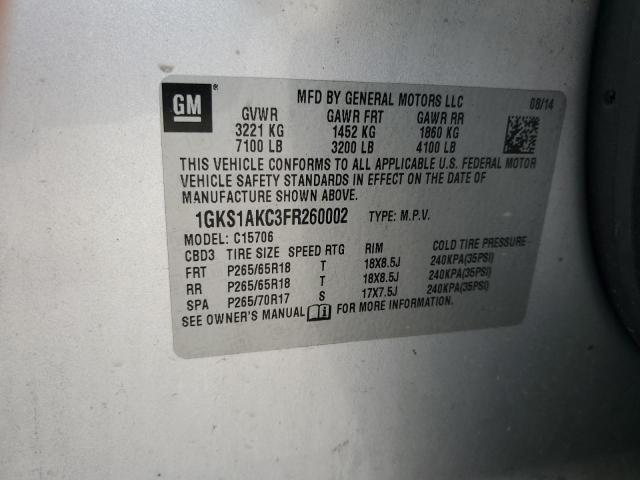 GM
MFD BY GENERAL MOTORS LLC 08/14
GVWR GAWR FRT GAWR RR
3221 KG 1452 KG 1860 KG
7100 LB 3200 LB 4100 LB
THIS VEHICLE CONFORMS TO ALL APPLICABLE U.S. FEDERAL MOTOR
VEHICLE SAFETY STANDARDS IN EFFECT ON THE DATE OF
MANUFACTURE SHOWN ABOVE.
1GKS1AKC3FR260002 TYPE: M.P.V.
MODEL: C15706
CBD3 TIRE SIZE SPEED RTG RIM COLD TIRE PRESSURE
FRT P265/65R18 T 18X8.5J 240KPA(35PSI)
RR P265/65R18 T 18X8.5J 240KPA(35PSI)
SPA P265/70R17 S 17X7.5J 240KPA(35PSI)
SEE OWNER'S MANUAL i FOR MORE INFORMATION.